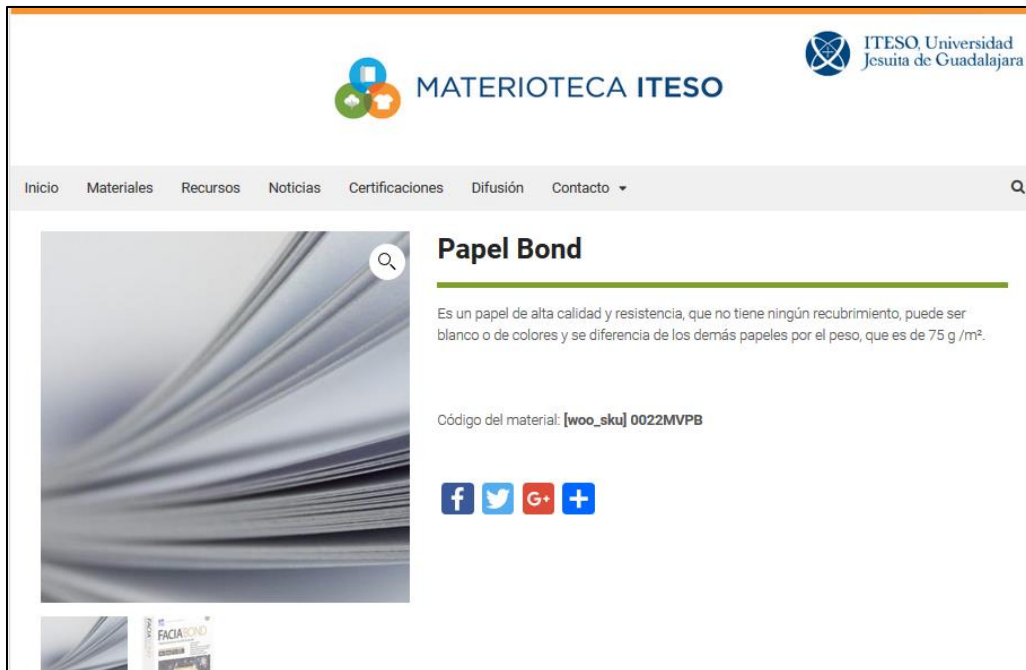 MATERIOTECA ITESO
ITESO, Universidad
Jesuita de Guadalajara
Inicio Materiales Recursos Noticias Certificaciones Difusión Contacto
Papel Bond
Es un papel de alta calidad y resistencia, que no tiene ningún recubrimiento, puede ser
blanco o de colores y se diferencia de los demás papeles por el peso, que es de 75 g /m².
Código del material: [woo_sku] 0022MVPB
f G+
FACIABOND